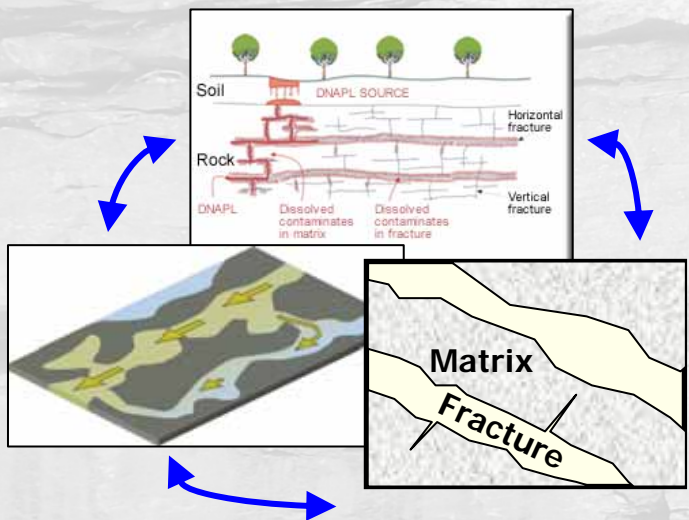 Soil
DNAPL SOURCE
Horizontal
fracture
Rock
DNAPL
Dissolved
contaminates
in matrix
Dissolved
contaminates
in fracture
Vertical
fracture
Matrix
Fracture